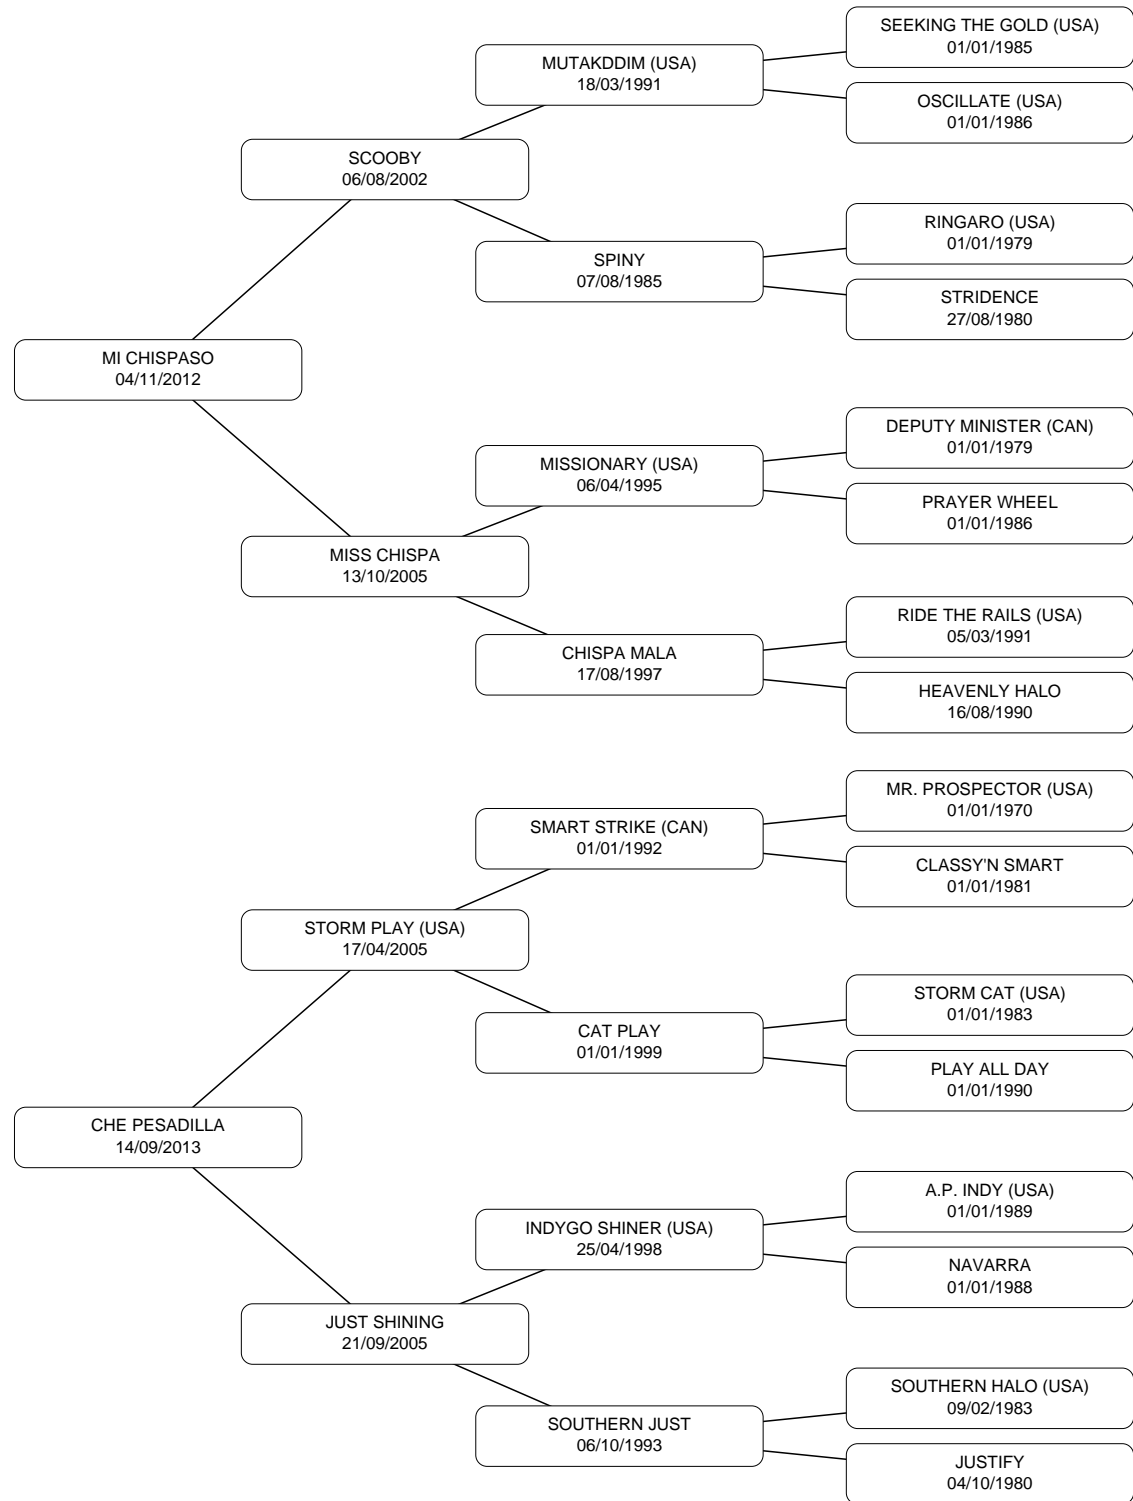 SEEKING THE GOLD (USA)
01/01/1985
MUTAKDDIM (USA)
18/03/1991
OSCILLATE (USA)
01/01/1986
SCOOBY
06/08/2002
RINGARO (USA)
01/01/1979
SPINY
07/08/1985
STRIDENCE
27/08/1980
MI CHISPASO
04/11/2012
DEPUTY MINISTER (CAN)
01/01/1979
MISSIONARY (USA)
06/04/1995
PRAYER WHEEL
01/01/1986
MISS CHISPA
13/10/2005
RIDE THE RAILS (USA)
05/03/1991
CHISPA MALA
17/08/1997
HEAVENLY HALO
16/08/1990
MR. PROSPECTOR (USA)
01/01/1970
SMART STRIKE (CAN)
01/01/1992
CLASSY'N SMART
01/01/1981
STORM PLAY (USA)
17/04/2005
STORM CAT (USA)
01/01/1983
CAT PLAY
01/01/1999
PLAY ALL DAY
01/01/1990
CHE PESADILLA
14/09/2013
A.P. INDY (USA)
01/01/1989
INDYGO SHINER (USA)
25/04/1998
NAVARRA
01/01/1988
JUST SHINING
21/09/2005
SOUTHERN HALO (USA)
09/02/1983
SOUTHERN JUST
06/10/1993
JUSTIFY
04/10/1980